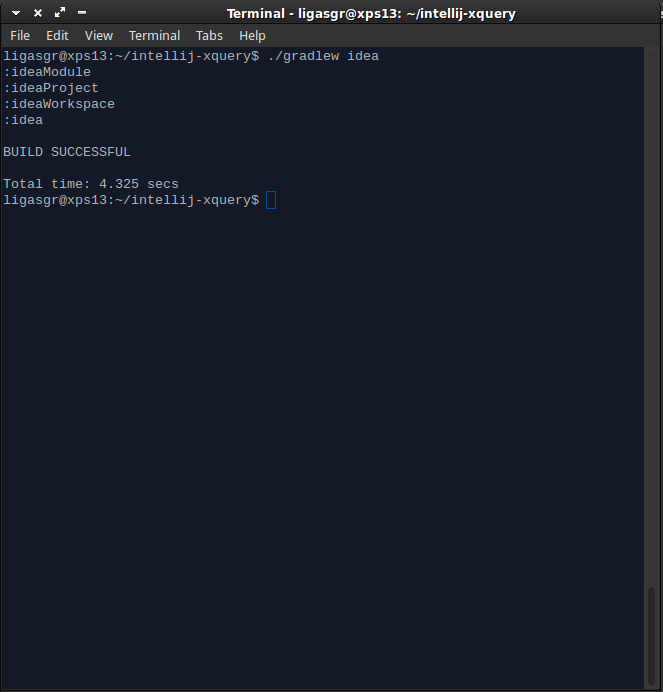 Terminal - ligasgr@xps13: ~/intellij-xquery
File Edit View Terminal Tabs Help
ligasgr@xps13:~/intellij-xquery$ ./gradlew idea
:ideaModule
:ideaProject
:ideaWorkspace
:idea
BUILD SUCCESSFUL
Total time: 4.325 secs
ligasgr@xps13:~/intellij-xquery$